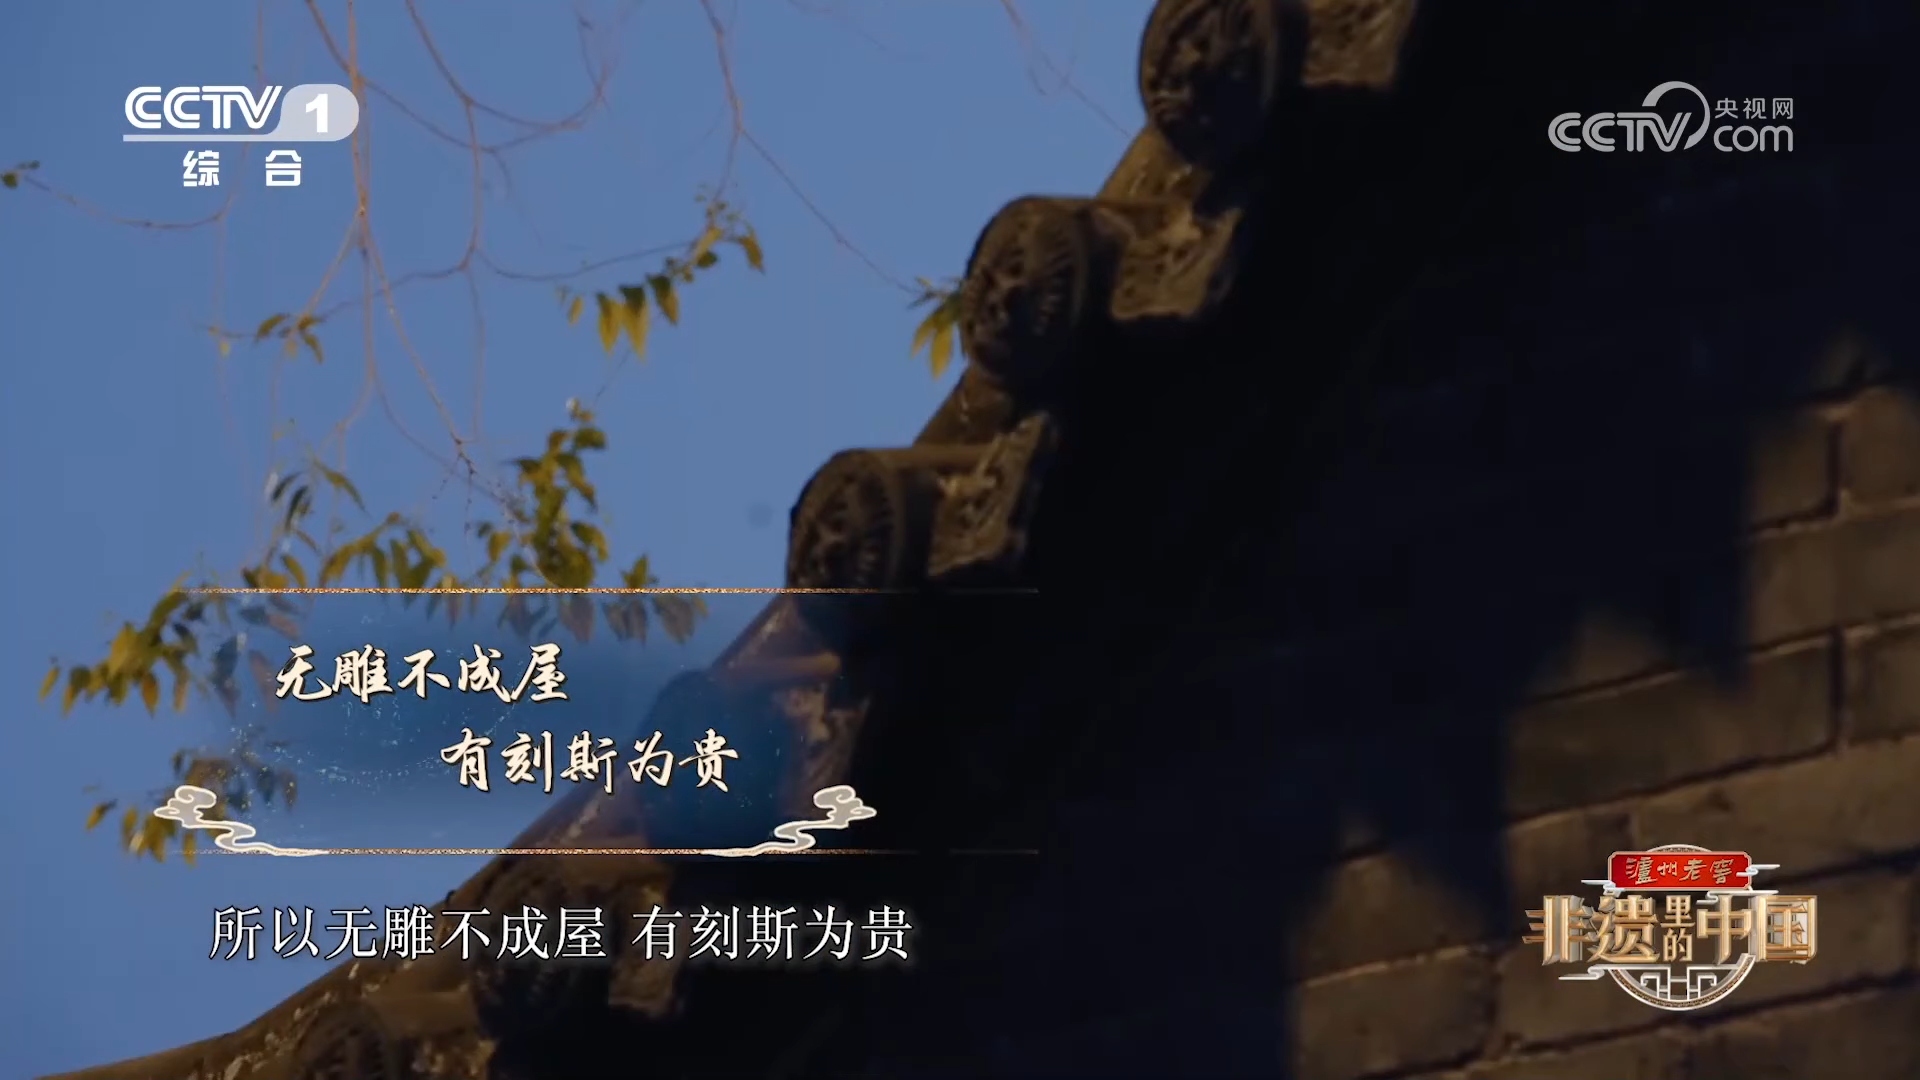 CCTV 1
综合
央视网
CCTV.com
无雕不成屋
有刻斯为贵
所以无雕不成屋 有刻斯为贵
泸州老窖
非遗里的中国